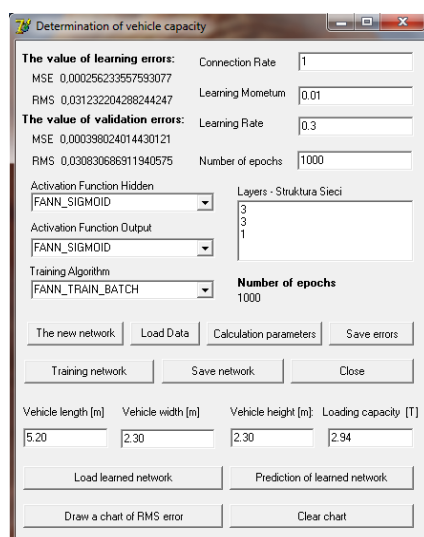 Determination of vehicle capacity
The value of learning errors:
MSE 0,000256233557593077
RMS 0,031232204288244247
The value of validation errors:
MSE 0,000398024014430121
RMS 0,030830686911940575
Connection Rate 1
Learning Mometum 0.01
Learning Rate 0.3
Number of epochs 1000
Activation Function Hidden
FANN_SIGMOID
Activation Function Output
FANN_SIGMOID
Training Algorithm
FANN_TRAIN_BATCH
Layers - Struktura Sieci
3
3
1
Number of epochs
1000
The new network Load Data Calculation parameters Save errors
Training network Save network Close
Vehicle length [m] Vehicle width [m] Vehicle height [m]: Loading capacity [T]
5.20 2.30 2.30 2.94
Load learned network Prediction of learned network
Draw a chart of RMS error Clear chart